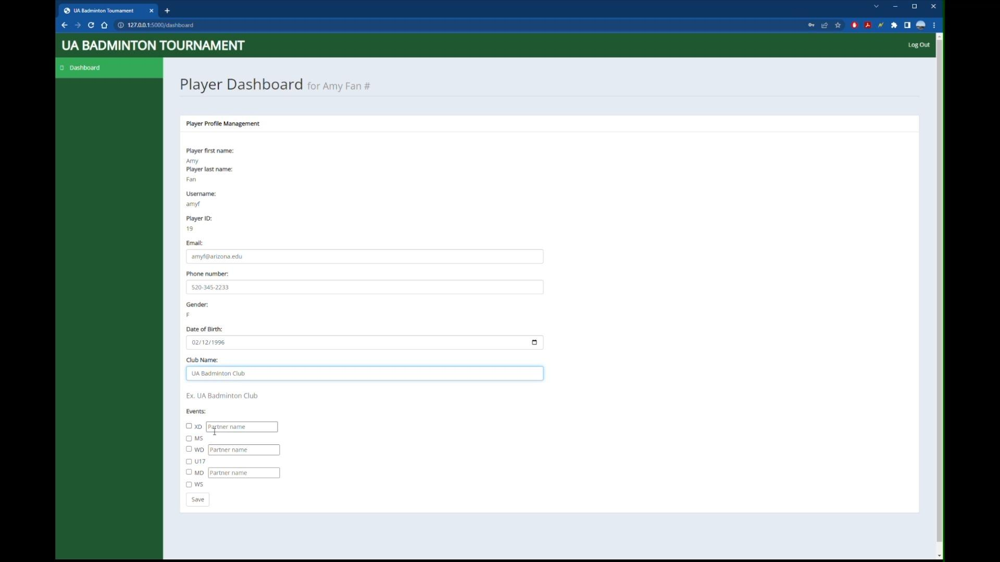 UA Badminton Tournament
127.0.0.1:5000/dashboard
UA BADMINTON TOURNAMENT
Log Out
Dashboard
Player Dashboard for Amy Fan #
Player Profile Management
Player first name:
Amy
Player last name:
Fan
Username:
amyf
Player ID:
19
Email:
amyf@arizona.edu
Phone number:
520-345-2233
Gender:
F
Date of Birth:
02/12/1996
Club Name:
UA Badminton Club
Ex. UA Badminton Club
Events:
XD Partner name
MS
WD Partner name
U17
MD Partner name
WS
Save